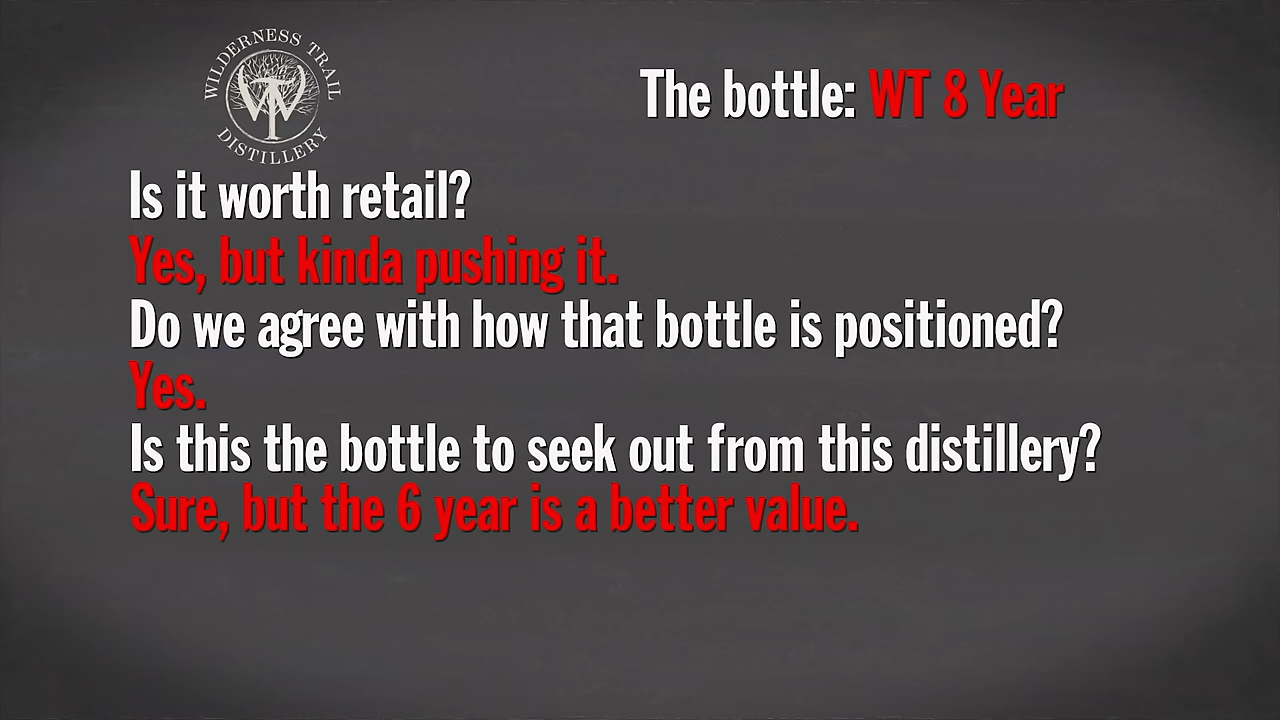 WILDERNESS TRAIL
WT
DISTILLERY
The bottle: WT 8 Year
Is it worth retail?
Yes, but kinda pushing it.
Do we agree with how that bottle is positioned?
Yes.
Is this the bottle to seek out from this distillery?
Sure, but the 6 year is a better value.